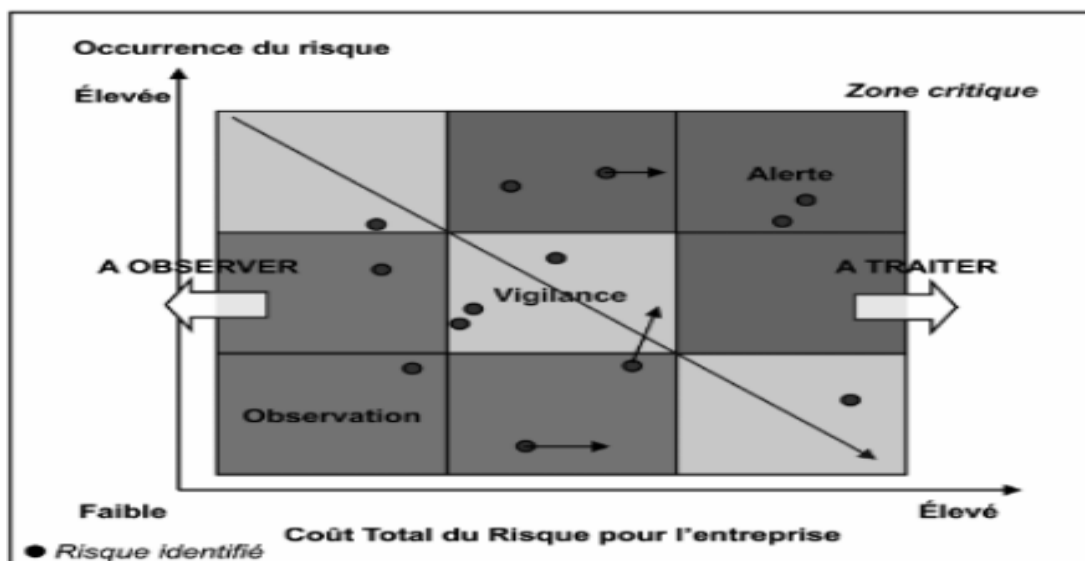 Occurrence du risque
Élevée
Zone critique
Alerte
A OBSERVER
A TRAITER
Vigilance
Observation
Faible
Élevé
Coût Total du Risque pour l'entreprise
Risque identifié